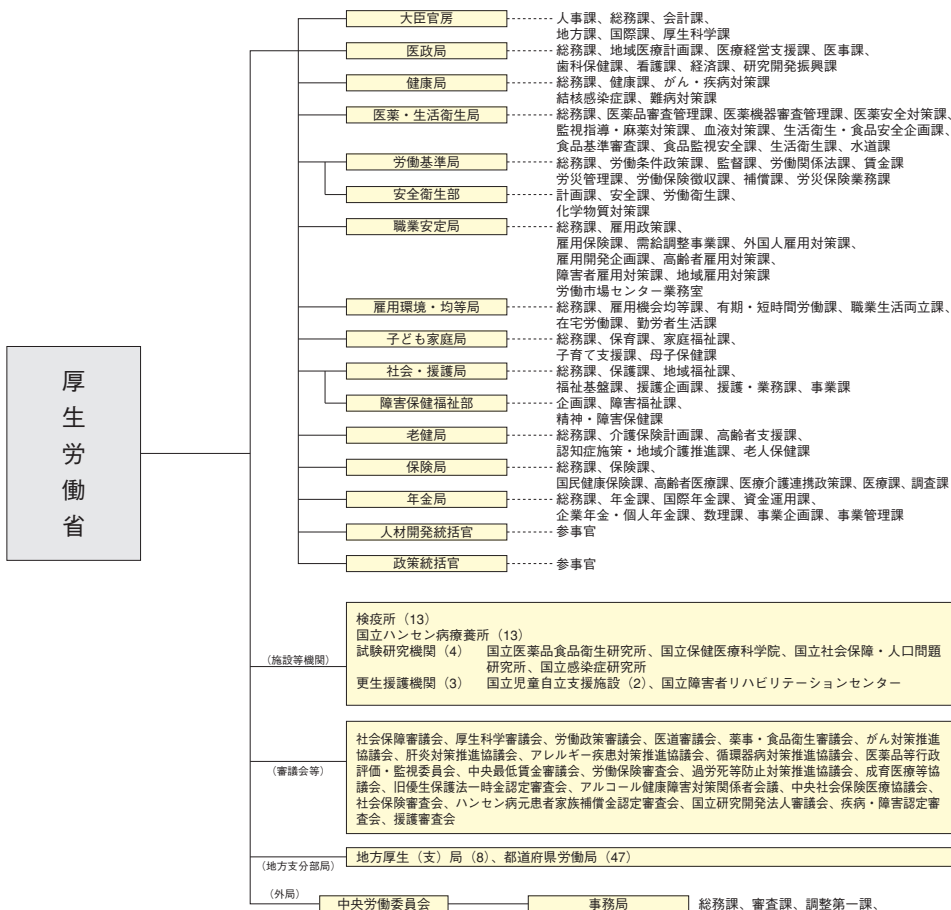 厚生労働省
大臣官房 人事課、総務課、会計課、
地方課、国際課、厚生科学課
医政局 総務課、地域医療計画課、医療経営支援課、医事課、
歯科保健課、看護課、経済課、研究開発振興課
健康局 総務課、健康課、がん・疾病対策課
結核感染症課、難病対策課
医薬・生活衛生局 総務課、医薬品審査管理課、医薬機器審査管理課、医薬安全対策課、
監視指導・麻薬対策課、血液対策課、生活衛生・食品安全企画課、
食品基準審査課、食品監視安全課、生活衛生課、水道課
労働基準局 総務課、労働条件政策課、監督課、労働関係法課、賃金課
労災管理課、労働保険徴収課、補償課、労災保険業務課
安全衛生部 計画課、安全課、労働衛生課、
化学物質対策課
職業安定局 総務課、雇用政策課、
雇用保険課、需給調整事業課、外国人雇用対策課、
雇用開発企画課、高齢者雇用対策課、
障害者雇用対策課、地域雇用対策課
労働市場センター業務室
雇用環境・均等局 総務課、雇用機会均等課、有期・短時間労働課、職業生活両立課、
在宅労働課、勤労者生活課
子ども家庭局 総務課、保育課、家庭福祉課、
子育て支援課、母子保健課
社会・援護局 総務課、保護課、地域福祉課、
福祉基盤課、援護企画課、援護・業務課、事業課
障害保健福祉部 企画課、障害福祉課、
精神・障害保健課
老健局 総務課、介護保険計画課、高齢者支援課、
認知症施策・地域介護推進課、老人保健課
保険局 総務課、保険課、
国民健康保険課、高齢者医療課、医療介護連携政策課、医療課、調査課
年金局 総務課、年金課、国際年金課、資金運用課、
企業年金・個人年金課、数理課、事業企画課、事業管理課
人材開発統括官 参事官
政策統括官 参事官
(施設等機関)
検疫所（13）
国立ハンセン病療養所（13）
試験研究機関（4） 国立医薬品食品衛生研究所、国立保健医療科学院、国立社会保障・人口問題
研究所、国立感染症研究所
更生援護機関（3） 国立児童自立支援施設（2）、国立障害者リハビリテーションセンター
(審議会等)
社会保障審議会、厚生科学審議会、労働政策審議会、医道審議会、薬事・食品衛生審議会、がん対策推進
協議会、肝炎対策推進協議会、アレルギー疾患対策推進協議会、循環器病対策推進協議会、医薬品等行政
評価・監視委員会、中央最低賃金審議会、労働保険審査会、過労死等防止対策推進協議会、成育医療等協
議会、旧優生保護法一時金認定審査会、アルコール健康障害対策関係者会議、中央社会保険医療協議会、
社会保険審査会、ハンセン病元患者家族補償金認定審査会、国立研究開発法人審議会、疾病・障害認定審
査会、援護審査会
(地方支分部局) 地方厚生（支）局（8）、都道府県労働局（47）
(外局) 中央労働委員会 事務局 総務課、審査課、調整第一課、